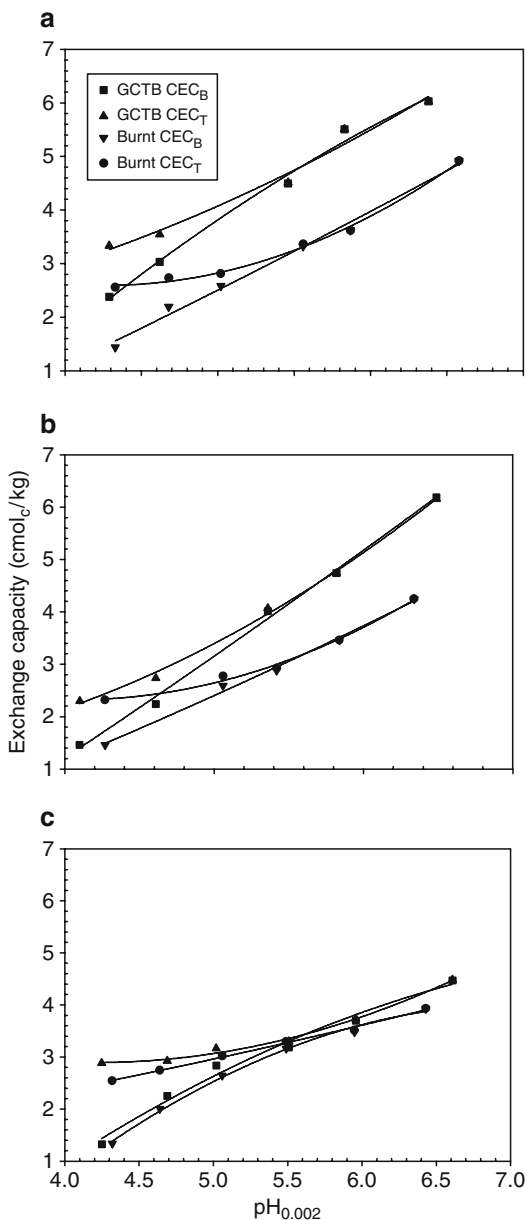 a
7
6
5
4
3
2
1
GCTB CEC_B
GCTB CEC_T
Burnt CEC_B
Burnt CEC_T
b
7
6
5
4
3
2
1
Exchange capacity (cmol_c/kg)
c
7
6
5
4
3
2
1
4.0 4.5 5.0 5.5 6.0 6.5 7.0
pH_0.002